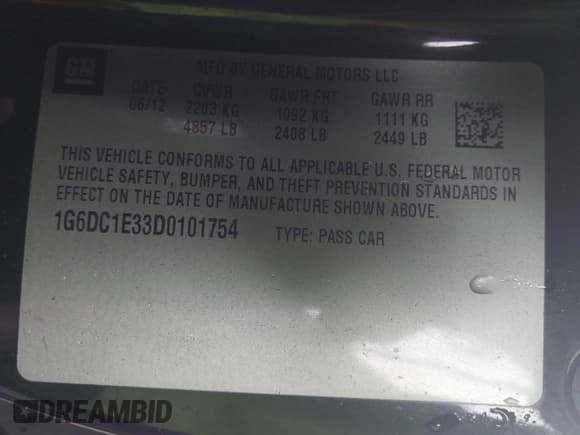 GM
MFD BY GENERAL MOTORS LLC
DATE GVWR GAWR FRT GAWR RR
06/12 2203 KG 1092 KG 1111 KG
4857 LB 2408 LB 2449 LB
THIS VEHICLE CONFORMS TO ALL APPLICABLE U.S. FEDERAL MOTOR
VEHICLE SAFETY, BUMPER, AND THEFT PREVENTION STANDARDS IN
EFFECT ON THE DATE OF MANUFACTURE SHOWN ABOVE.
1G6DC1E33D0101754 TYPE: PASS CAR
DREAMBID